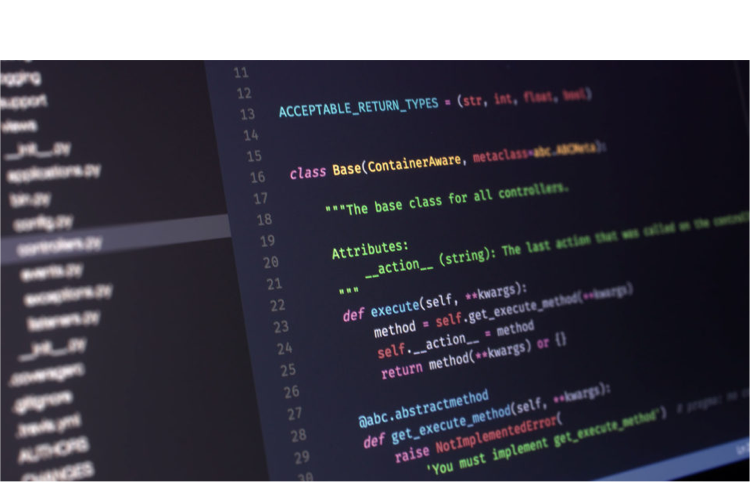 support
views
__init__.py
applications.py
bin.py
config.py
controllers.py
events.py
exceptions.py
listeners.py
__init__.py
.coveragerc
.gitignore
.travis.yml
AUTHORS
CHANGES
11
12
13 ACCEPTABLE_RETURN_TYPES = (str, int, float, bool)
14
15
16 class Base(ContainerAware, metaclass=abc.ABCMeta):
17
18 """The base class for all controllers.
19
20 Attributes:
21 __action__ (string): The last action that was called on the
22 """
23 def execute(self, **kwargs):
24 method = self.get_execute_method(**kwargs)
25 self.__action__ = method
26 return method(**kwargs) or {}
27
28 @abc.abstractmethod
29 def get_execute_method(self, **kwargs):
30 raise NotImplementedError(
'You must implement get_execute_method') # pragma: no